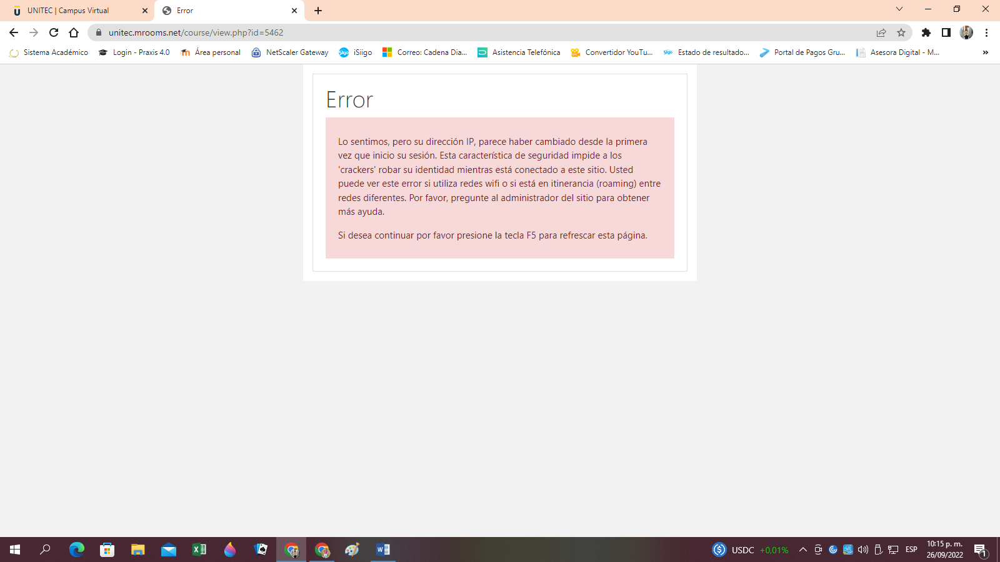 UNITEC | Campus Virtual
Error
unitec.mrooms.net/course/view.php?id=5462
Sistema Académico
Login - Praxis 4.0
Área personal
NetScaler Gateway
iSiigo
Correo: Cadena Dia...
Asistencia Telefónica
Convertidor YouTu...
Estado de resultado...
Portal de Pagos Gru...
Asesora Digital - M...
»
Error
Lo sentimos, pero su dirección IP, parece haber cambiado desde la primera
vez que inicio su sesión. Esta característica de seguridad impide a los
'crackers' robar su identidad mientras está conectado a este sitio. Usted
puede ver este error si utiliza redes wifi o si está en itinerancia (roaming) entre
redes diferentes. Por favor, pregunte al administrador del sitio para obtener
más ayuda.
Si desea continuar por favor presione la tecla F5 para refrescar esta página.
USDC +0,01%
ESP
10:15 p. m.
26/09/2022
1